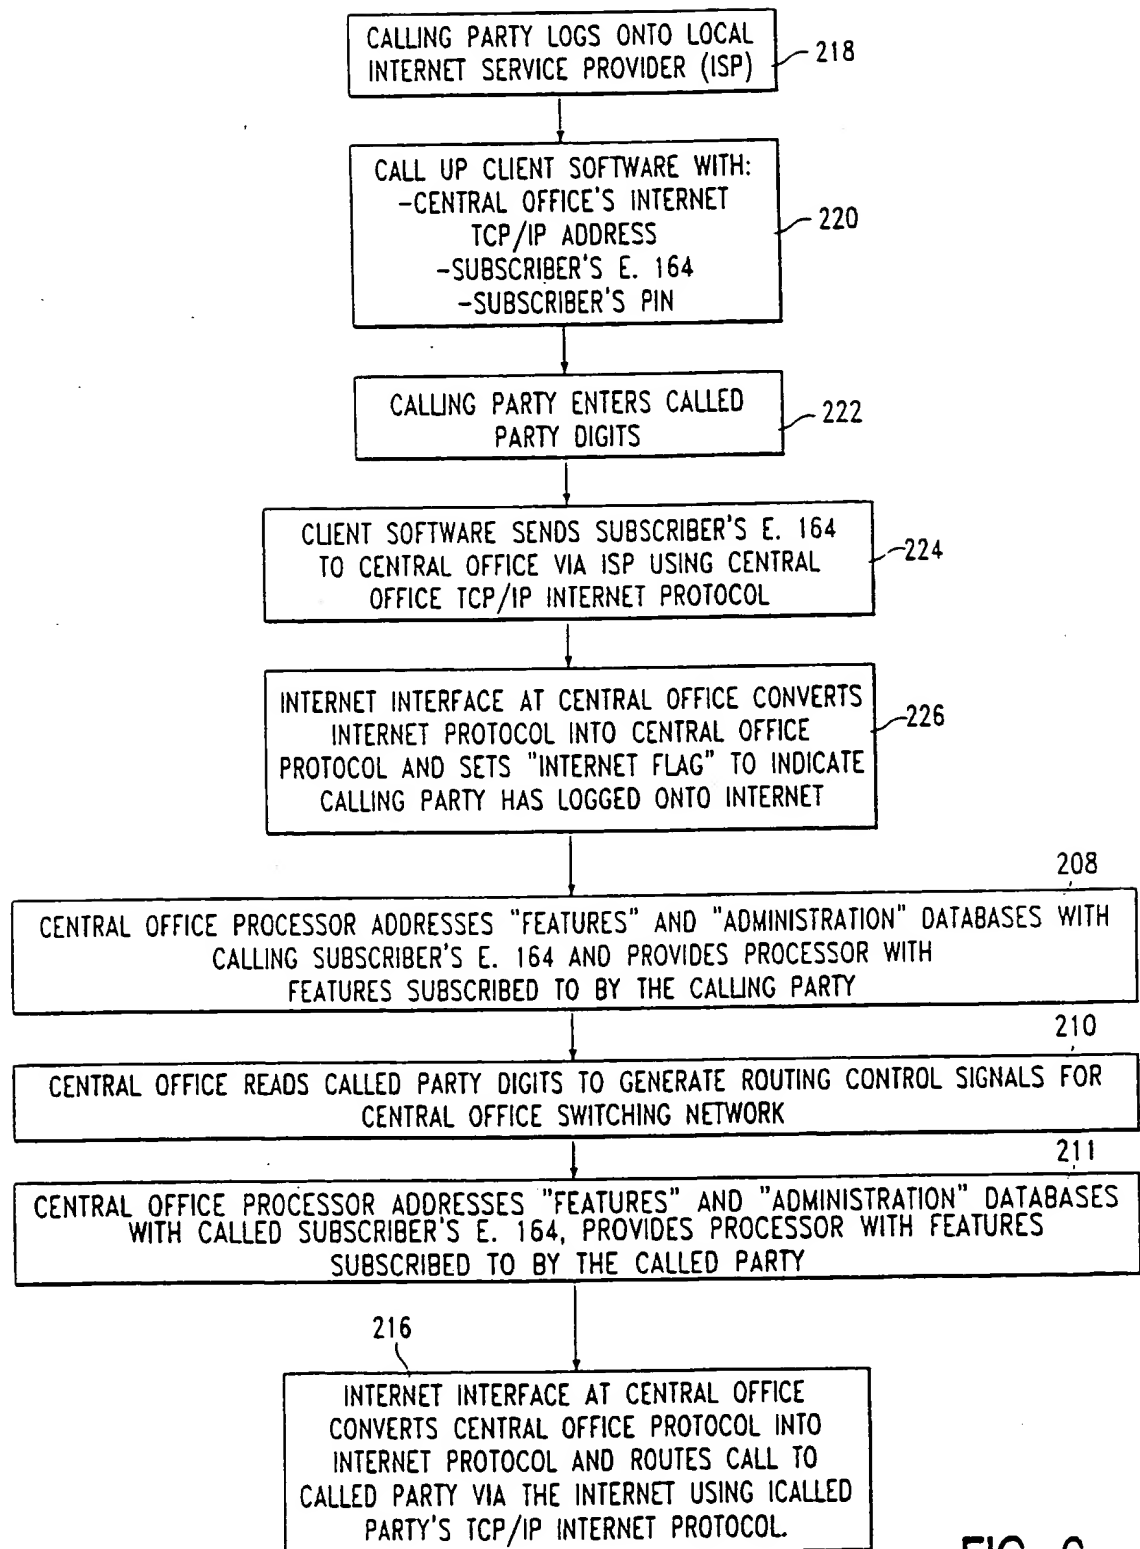 CALLING PARTY LOGS ONTO LOCAL
INTERNET SERVICE PROVIDER (ISP)
218
CALL UP CLIENT SOFTWARE WITH:
-CENTRAL OFFICE'S INTERNET
TCP/IP ADDRESS
-SUBSCRIBER'S E. 164
-SUBSCRIBER'S PIN
220
CALLING PARTY ENTERS CALLED
PARTY DIGITS
222
CLIENT SOFTWARE SENDS SUBSCRIBER'S E. 164
TO CENTRAL OFFICE VIA ISP USING CENTRAL
OFFICE TCP/IP INTERNET PROTOCOL
224
INTERNET INTERFACE AT CENTRAL OFFICE CONVERTS
INTERNET PROTOCOL INTO CENTRAL OFFICE
PROTOCOL AND SETS "INTERNET FLAG" TO INDICATE
CALLING PARTY HAS LOGGED ONTO INTERNET
226
208
CENTRAL OFFICE PROCESSOR ADDRESSES "FEATURES" AND "ADMINISTRATION" DATABASES WITH
CALLING SUBSCRIBER'S E. 164 AND PROVIDES PROCESSOR WITH
FEATURES SUBSCRIBED TO BY THE CALLING PARTY
210
CENTRAL OFFICE READS CALLED PARTY DIGITS TO GENERATE ROUTING CONTROL SIGNALS FOR
CENTRAL OFFICE SWITCHING NETWORK
211
CENTRAL OFFICE PROCESSOR ADDRESSES "FEATURES" AND "ADMINISTRATION" DATABASES
WITH CALLED SUBSCRIBER'S E. 164, PROVIDES PROCESSOR WITH FEATURES
SUBSCRIBED TO BY THE CALLED PARTY
216
INTERNET INTERFACE AT CENTRAL OFFICE
CONVERTS CENTRAL OFFICE PROTOCOL INTO
INTERNET PROTOCOL AND ROUTES CALL TO
CALLED PARTY VIA THE INTERNET USING ICALLED
PARTY'S TCP/IP INTERNET PROTOCOL.
FIG.